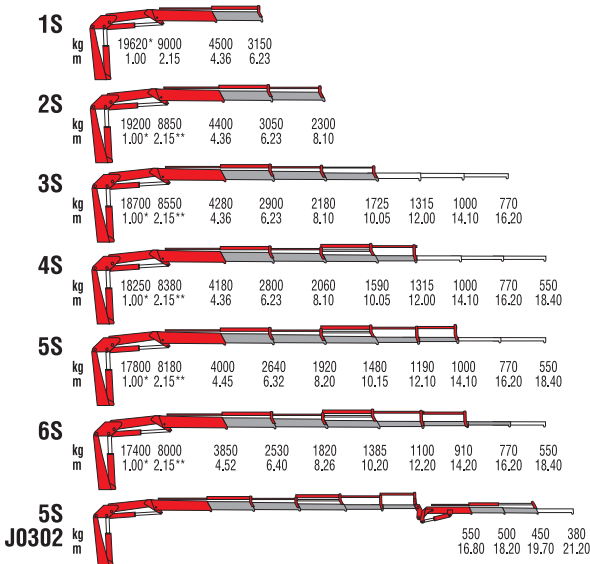 1S
kg 19620* 9000 4500 3150
m 1.00 2.15 4.36 6.23
2S
kg 19200 8850 4400 3050 2300
m 1.00* 2.15** 4.36 6.23 8.10
3S
kg 18700 8550 4280 2900 2180 1725 1315 1000 770
m 1.00* 2.15** 4.36 6.23 8.10 10.05 12.00 14.10 16.20
4S
kg 18250 8380 4180 2800 2060 1590 1315 1000 770 550
m 1.00* 2.15** 4.36 6.23 8.10 10.05 12.00 14.10 16.20 18.40
5S
kg 17800 8180 4000 2640 1920 1480 1190 1000 770 550
m 1.00* 2.15** 4.45 6.32 8.20 10.15 12.10 14.10 16.20 18.40
6S
kg 17400 8000 3850 2530 1820 1385 1100 910 770 550
m 1.00* 2.15** 4.52 6.40 8.26 10.20 12.20 14.20 16.20 18.40
5S
J0302
kg 550 500 450 380
m 16.80 18.20 19.70 21.20